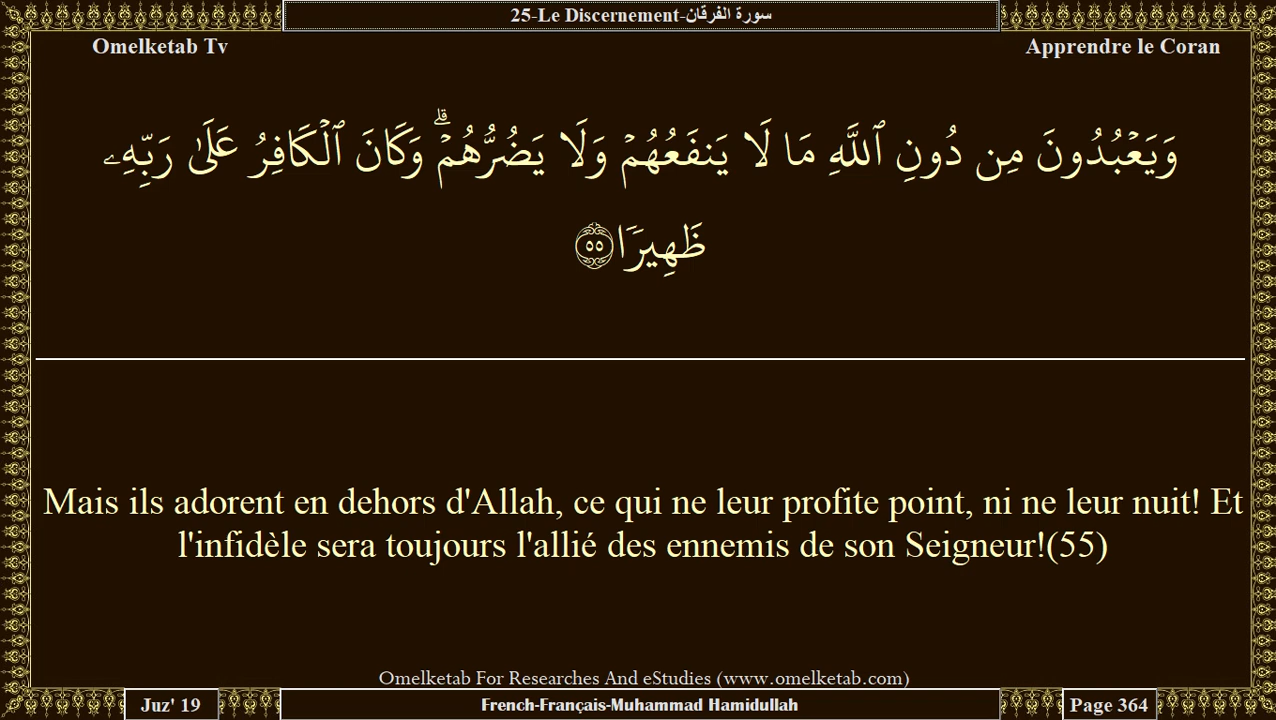 25-Le Discernement-سورة الفرقان
Omelketab Tv
Apprendre le Coran
وَيَعۡبُدُونَ مِن دُونِ ٱللَّهِ مَا لَا يَنفَعُهُمۡ وَلَا يَضُرُّهُمۡۗ وَكَانَ ٱلۡكَافِرُ عَلَىٰ رَبِّهِۦ
ظَهِيرٗا ٥٥
Mais ils adorent en dehors d'Allah, ce qui ne leur profite point, ni ne leur nuit! Et
l'infidèle sera toujours l'allié des ennemis de son Seigneur!(55)
Omelketab For Researches And eStudies (www.omelketab.com)
Juz' 19
French-Français-Muhammad Hamidullah
Page 364